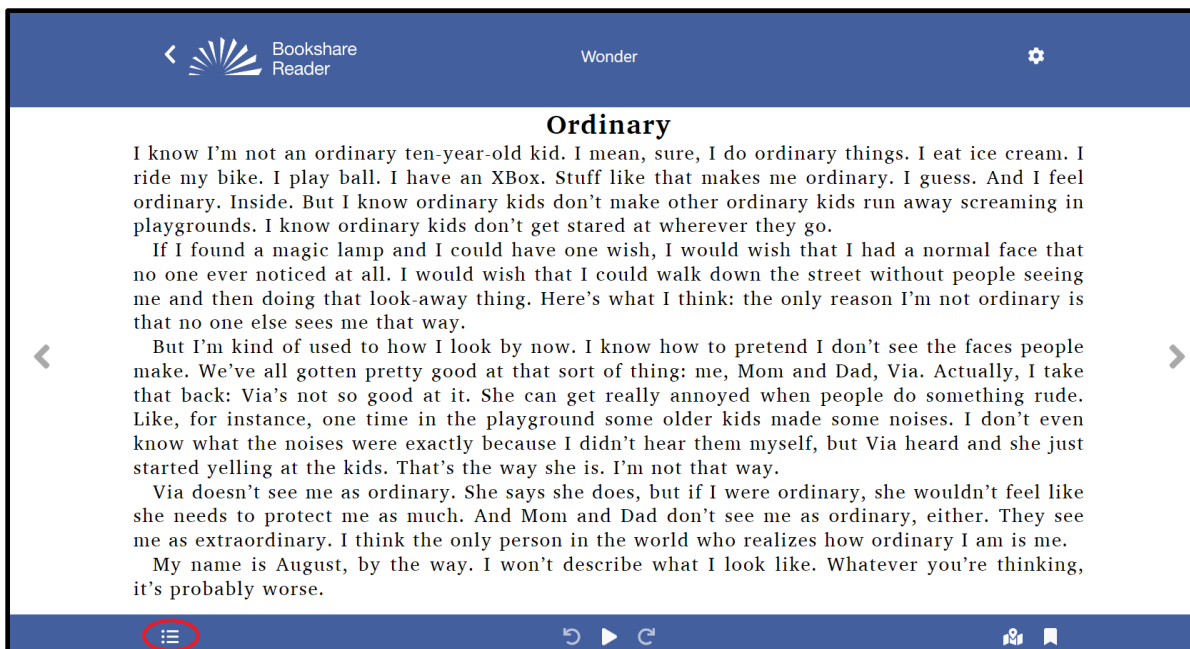 Bookshare
Reader
Wonder
Ordinary
I know I’m not an ordinary ten-year-old kid. I mean, sure, I do ordinary things. I eat ice cream. I
ride my bike. I play ball. I have an XBox. Stuff like that makes me ordinary. I guess. And I feel
ordinary. Inside. But I know ordinary kids don’t make other ordinary kids run away screaming in
playgrounds. I know ordinary kids don’t get stared at wherever they go.
If I found a magic lamp and I could have one wish, I would wish that I had a normal face that
no one ever noticed at all. I would wish that I could walk down the street without people seeing
me and then doing that look-away thing. Here’s what I think: the only reason I’m not ordinary is
that no one else sees me that way.
But I’m kind of used to how I look by now. I know how to pretend I don’t see the faces people
make. We’ve all gotten pretty good at that sort of thing: me, Mom and Dad, Via. Actually, I take
that back: Via’s not so good at it. She can get really annoyed when people do something rude.
Like, for instance, one time in the playground some older kids made some noises. I don’t even
know what the noises were exactly because I didn’t hear them myself, but Via heard and she just
started yelling at the kids. That’s the way she is. I’m not that way.
Via doesn’t see me as ordinary. She says she does, but if I were ordinary, she wouldn’t feel like
she needs to protect me as much. And Mom and Dad don’t see me as ordinary, either. They see
me as extraordinary. I think the only person in the world who realizes how ordinary I am is me.
My name is August, by the way. I won’t describe what I look like. Whatever you’re thinking,
it’s probably worse.